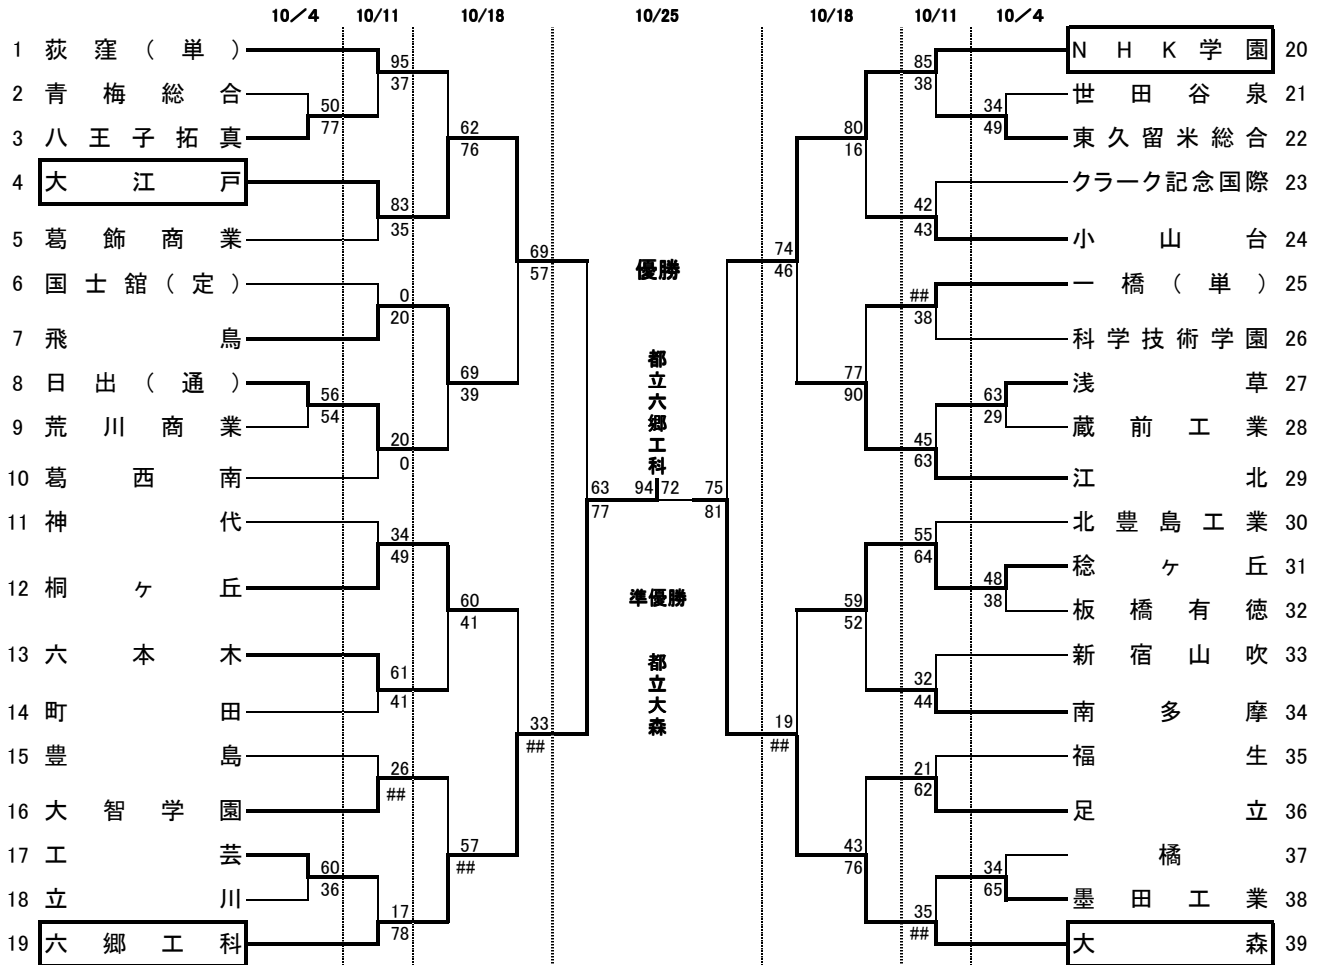 10／4 10/11 10/18 10/25 10/18 10/11 10／4
1 荻窪（単） 95 85 NHK学園 20
2 青梅総合 37 38 世田谷泉 21
50 34
3 八王子拓真 77 62 80 49 東久留米総合 22
76 16
4 大江戸 クラーク記念国際 23
83 42
5 葛飾商業 35 43 小山台 24
69 優勝 74
6 国士舘（定） 57 46 一橋（単） 25
0 ##
7 飛鳥 20 38 科学技術学園 26
都立六郷工科
8 日出（通） 69 77 浅草 27
56 39 90 63
9 荒川商業 54 29 蔵前工業 28
20 45
10 葛西南 0 63 江北 29
63 94 72 75
11 神代 77 81 北豊島工業 30
34 55
49 64 稔ヶ丘 31
12 桐ヶ丘 48
60 準優勝 59 38 板橋有徳 32
41 52
13 六本木 都立大森 新宿山吹 33
61 32
14 町田 41 44 南多摩 34
33 19
15 豊島 ## ## 福生 35
26 21
16 大智学園 ## 62 足立 36
17 工芸 57 43 橘 37
60 ## 76 34
18 立川 36 65 墨田工業 38
17 35
19 六郷工科 78 ## 大森 39